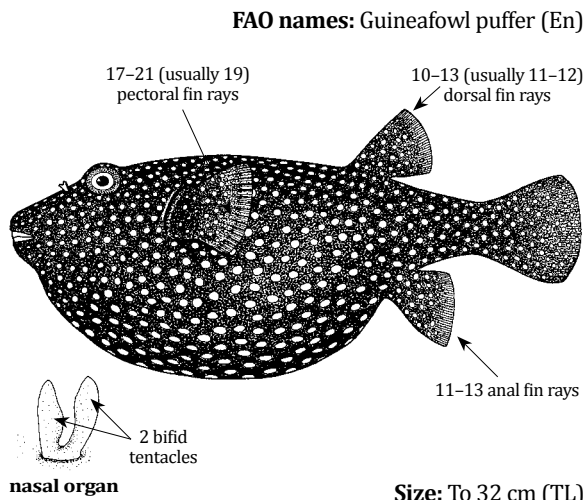 FAO names: Guineafowl puffer (En)
17–21 (usually 19)
pectoral fin rays
10–13 (usually 11–12)
dorsal fin rays
11–13 anal fin rays
2 bifid
tentacles
nasal organ
Size: To 32 cm (TL)